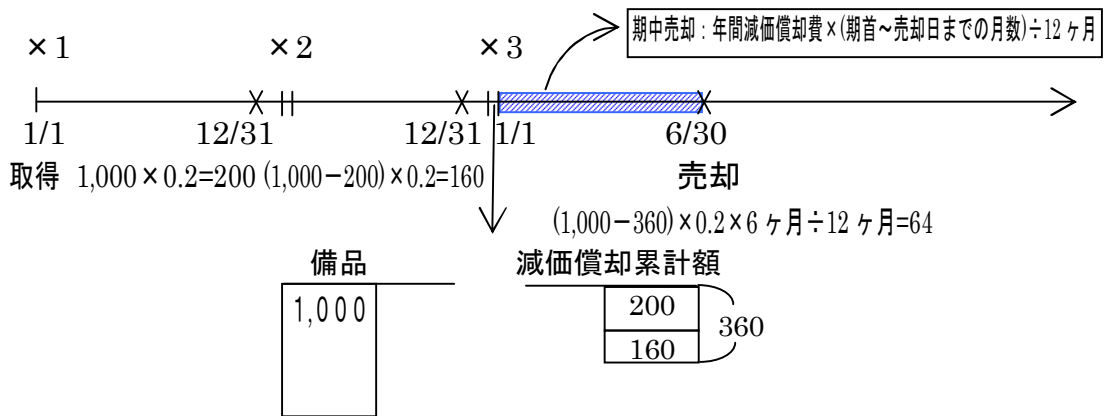 期中売却：年間減価償却費×(期首～売却日までの月数)÷12ヶ月
×1 ×2 ×3
1/1 12/31 12/31 1/1 6/30
取得 1,000×0.2=200 (1,000－200)×0.2=160 売却
(1,000－360)×0.2×6ヶ月÷12ヶ月=64
備品 減価償却累計額
1,000 200
360
160